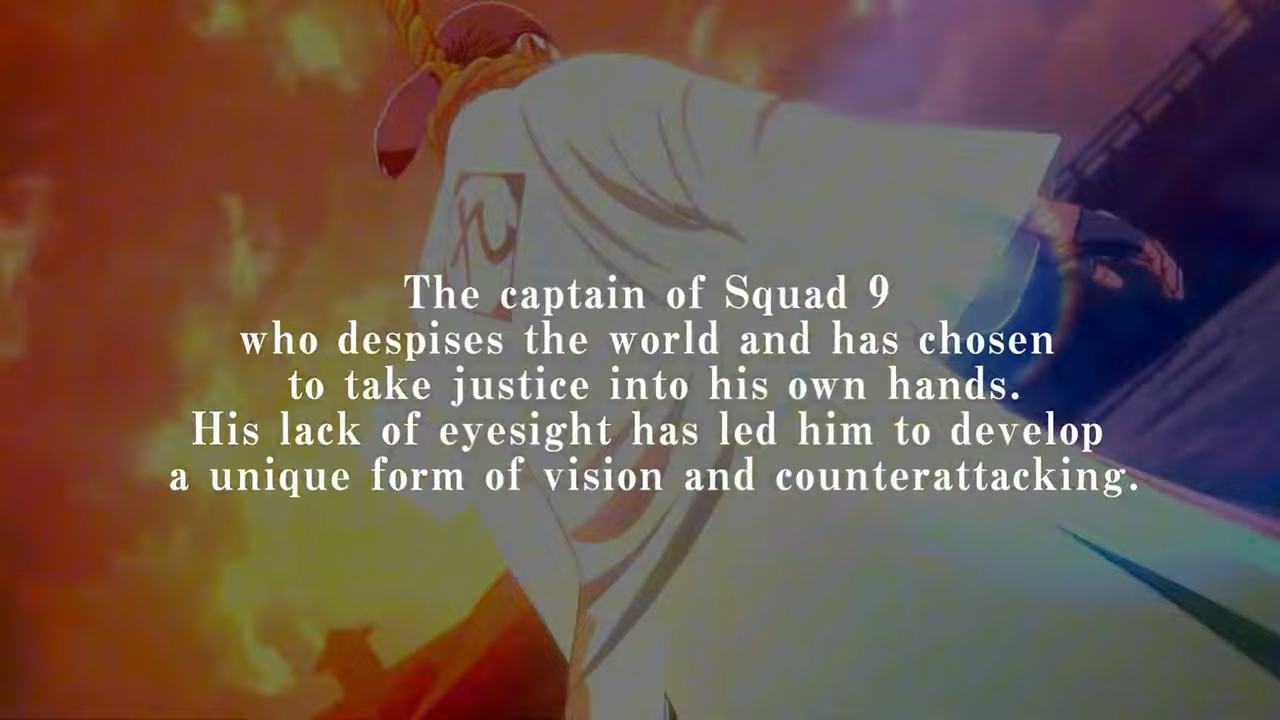 九
The captain of Squad 9
who despises the world and has chosen
to take justice into his own hands.
His lack of eyesight has led him to develop
a unique form of vision and counterattacking.